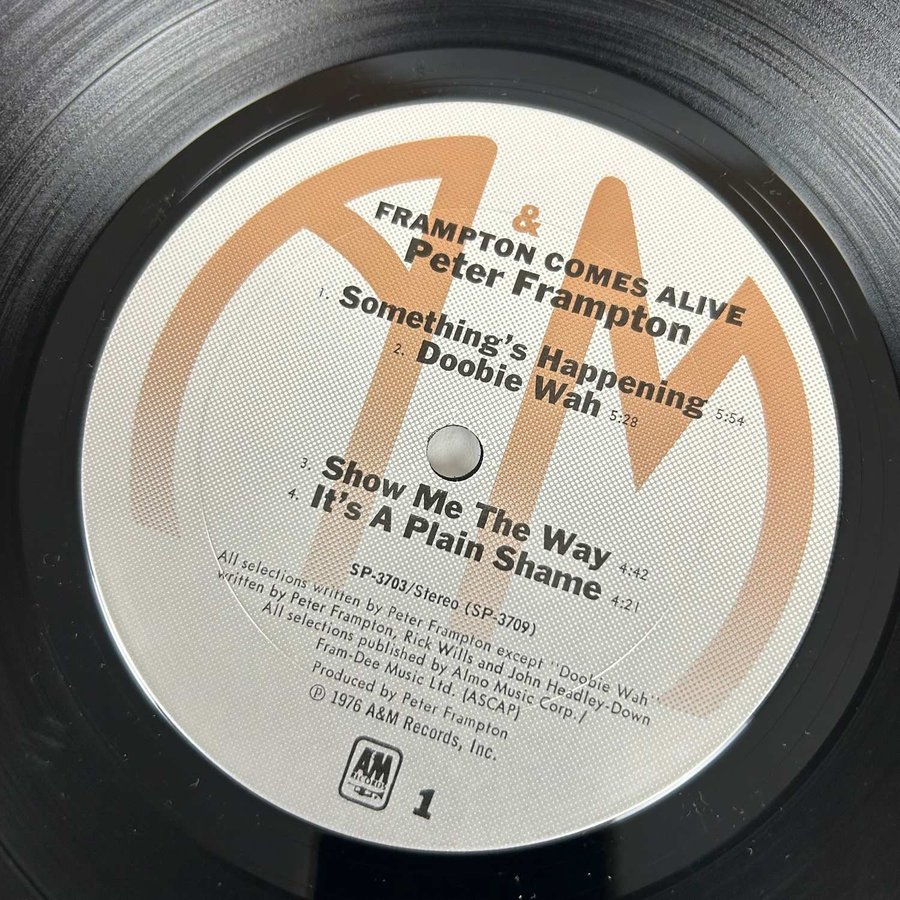 &
FRAMPTON COMES ALIVE
Peter Frampton
1. Something's Happening 5:54
2. Doobie Wah 5:28
3. Show Me The Way 4:42
4. It's A Plain Shame 4:21
SP-3703/Stereo (SP-3709)
All selections written by Peter Frampton except "Doobie Wah"
written by Peter Frampton, Rick Wills and John Headley-Down
All selections published by Almo Music Corp./
Fram-Dee Music Ltd. (ASCAP)
Produced by Peter Frampton
℗ 1976 A&M Records, Inc.
AM
RECORDS
1